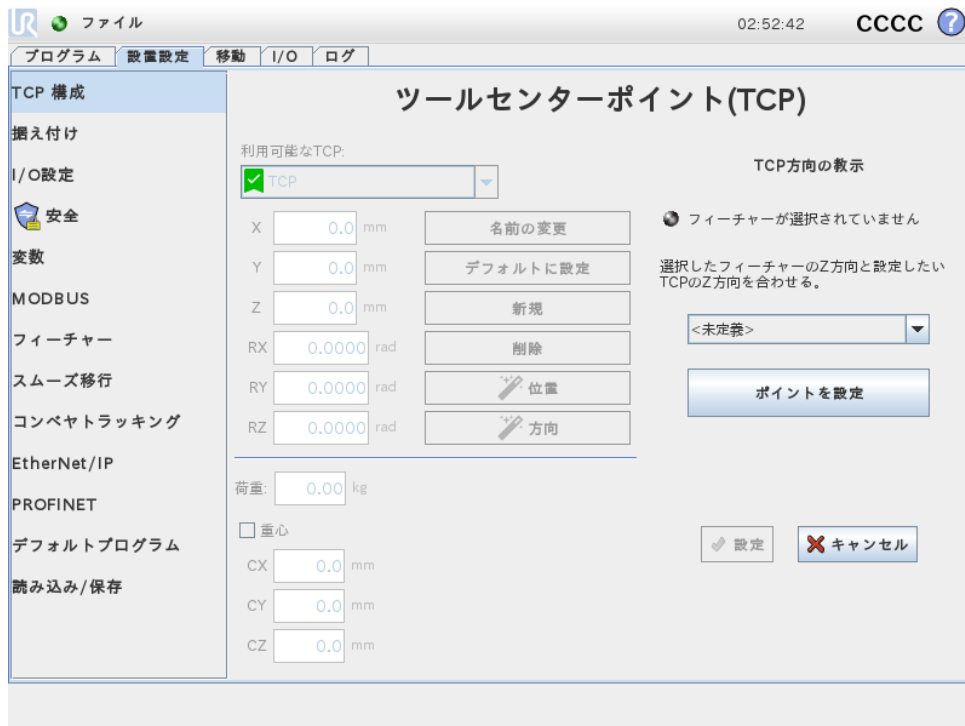 UR ファイル 02:52:42 CCCC ?
プログラム 設置設定 移動 I/O ログ
TCP 構成
据え付け
I/O設定
安全
変数
MODBUS
フィーチャー
スムーズ移行
コンベヤトラッキング
EtherNet/IP
PROFINET
デフォルトプログラム
読み込み/保存
ツールセンターポイント(TCP)
利用可能なTCP:
TCP
X 0.0 mm 名前の変更
Y 0.0 mm デフォルトに設定
Z 0.0 mm 新規
RX 0.0000 rad 削除
RY 0.0000 rad 位置
RZ 0.0000 rad 方向
荷重: 0.00 kg
重心
CX 0.0 mm
CY 0.0 mm
CZ 0.0 mm
TCP方向の教示
フィーチャーが選択されていません
選択したフィーチャーのZ方向と設定したい
TCPのZ方向を合わせる。
<未定義>
ポイントを設定
設定 キャンセル